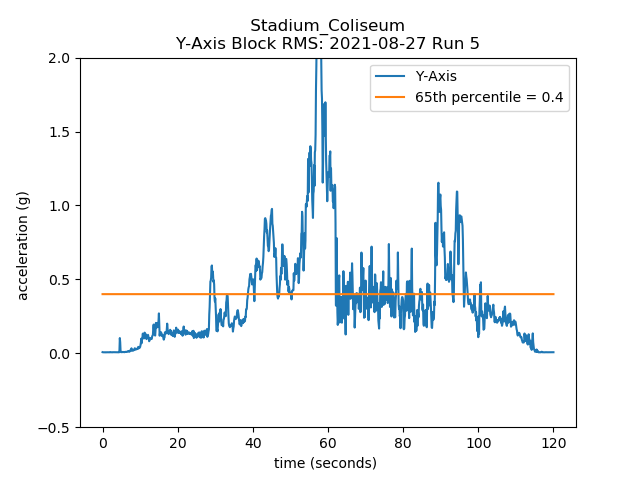 Stadium_Coliseum
Y-Axis Block RMS: 2021-08-27 Run 5
Y-Axis
65th percentile = 0.4
2.0
1.5
1.0
0.5
0.0
−0.5
acceleration (g)
0 20 40 60 80 100 120
time (seconds)